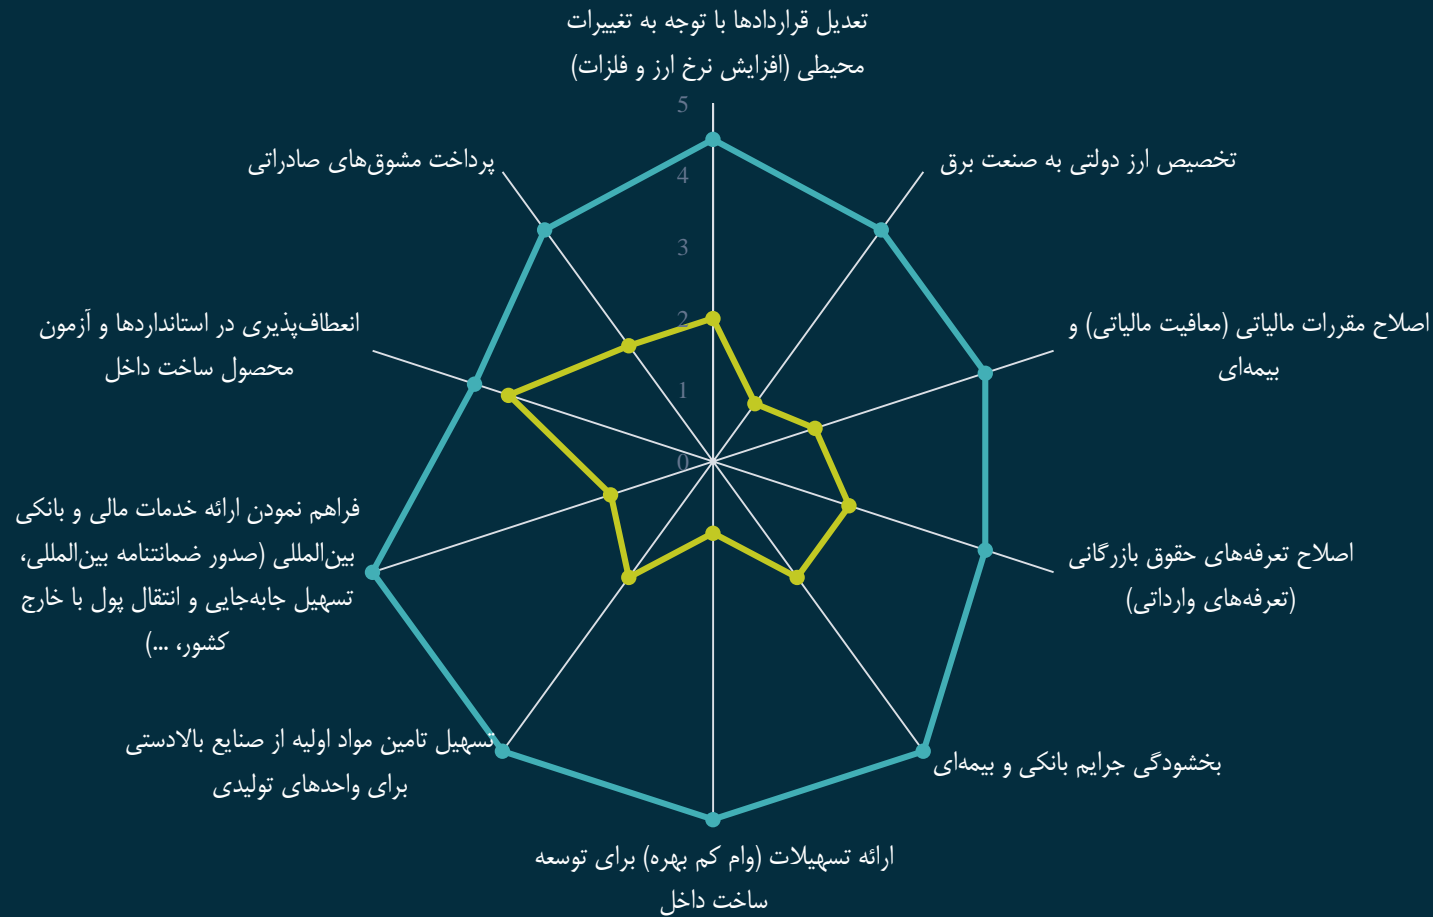 تعدیل قراردادها با توجه به تغییرات
محیطی (افزایش نرخ ارز و فلزات)
تخصیص ارز دولتی به صنعت برق
اصلاح مقررات مالیاتی (معافیت مالیاتی) و
بیمه‌ای
اصلاح تعرفه‌های حقوق بازرگانی
(تعرفه‌های وارداتی)
بخشودگی جرایم بانکی و بیمه‌ای
ارائه تسهیلات (وام کم بهره) برای توسعه
ساخت داخل
تسهیل تامین مواد اولیه از صنایع بالادستی
برای واحدهای تولیدی
فراهم نمودن ارائه خدمات مالی و بانکی
بین‌المللی (صدور ضمانتنامه بین‌المللی،
تسهیل جابه‌جایی و انتقال پول با خارج
کشور، ...)
انعطاف‌پذیری در استانداردها و آزمون
محصول ساخت داخل
پرداخت مشوق‌های صادراتی
5
4
3
2
1
0